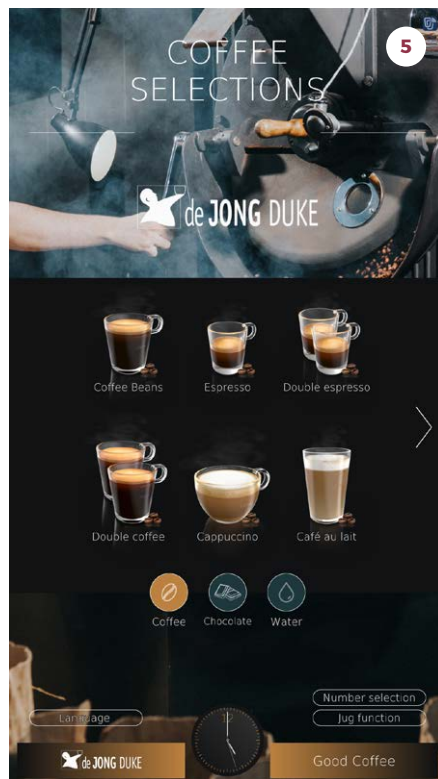 5
COFFEE
SELECTIONS
de JONG DUKE
Coffee Beans
Espresso
Double espresso
Double coffee
Cappuccino
Café au lait
Coffee
Chocolate
Water
Number selection
Language
Jug function
12
de JONG DUKE
Good Coffee